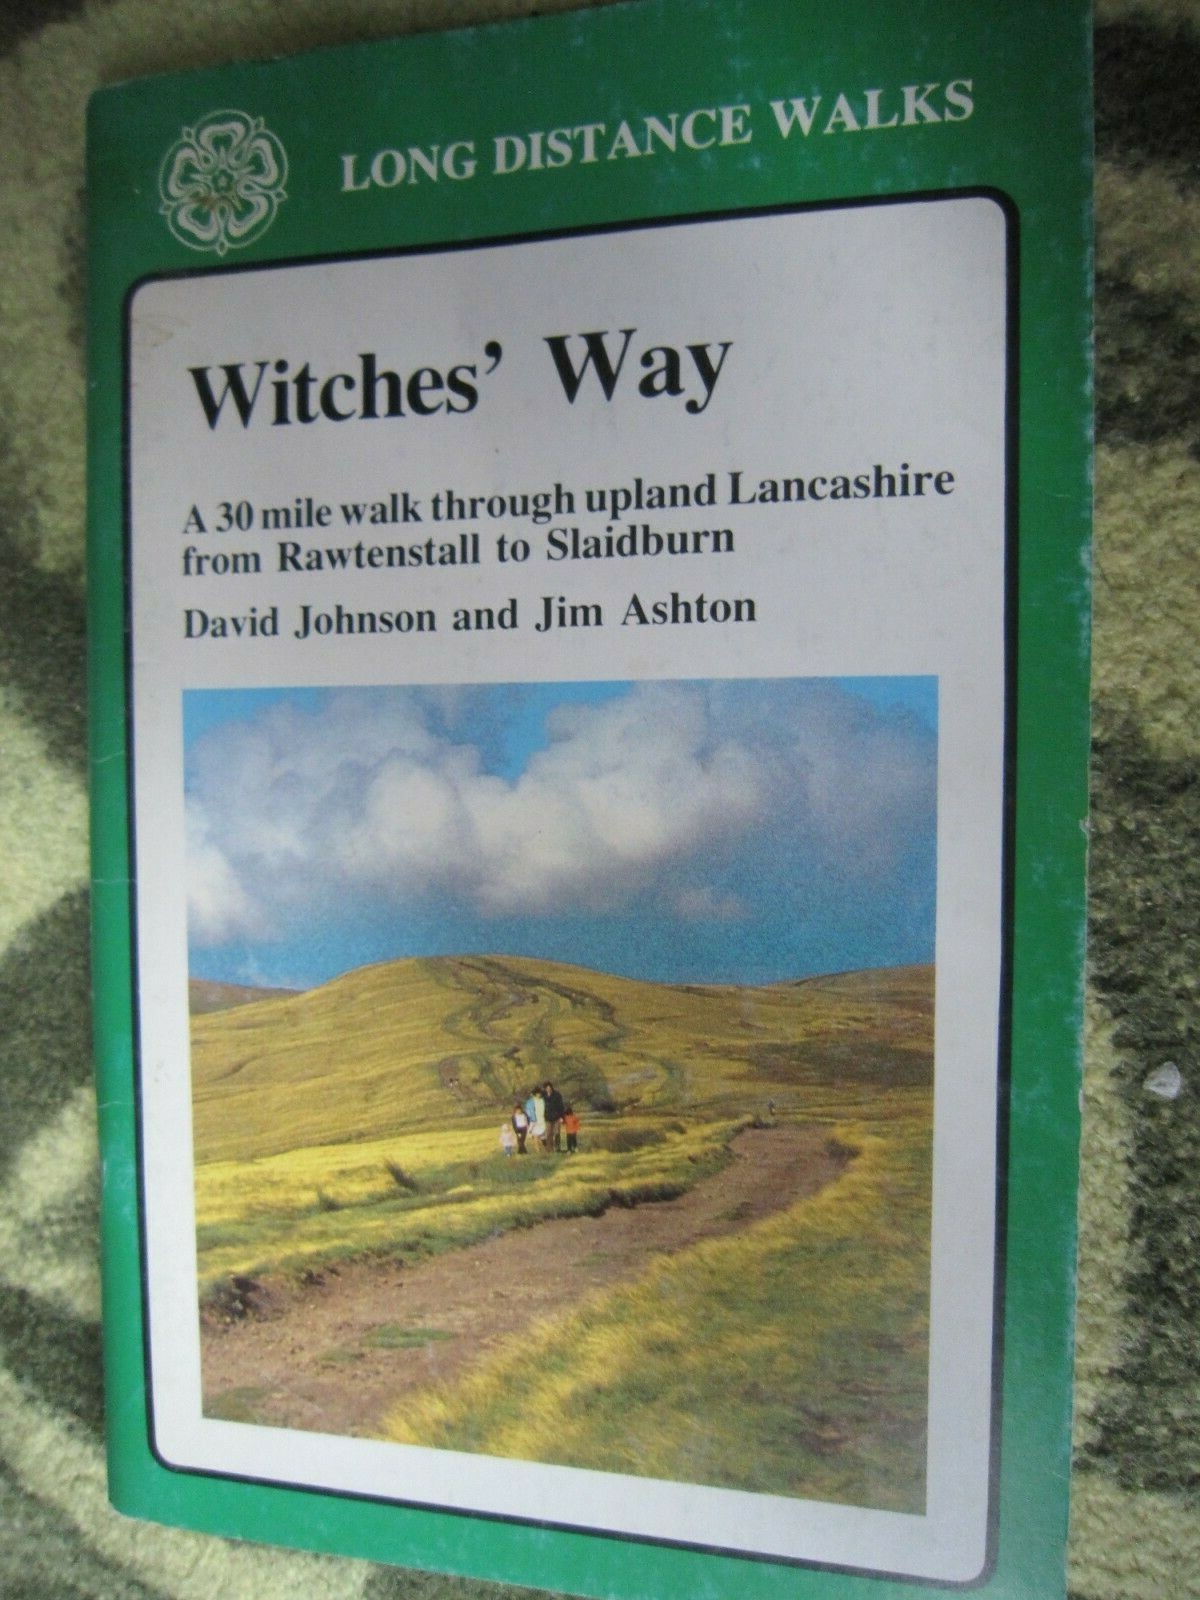 LONG DISTANCE WALKS
Witches' Way
A 30 mile walk through upland Lancashire
from Rawtenstall to Slaidburn
David Johnson and Jim Ashton